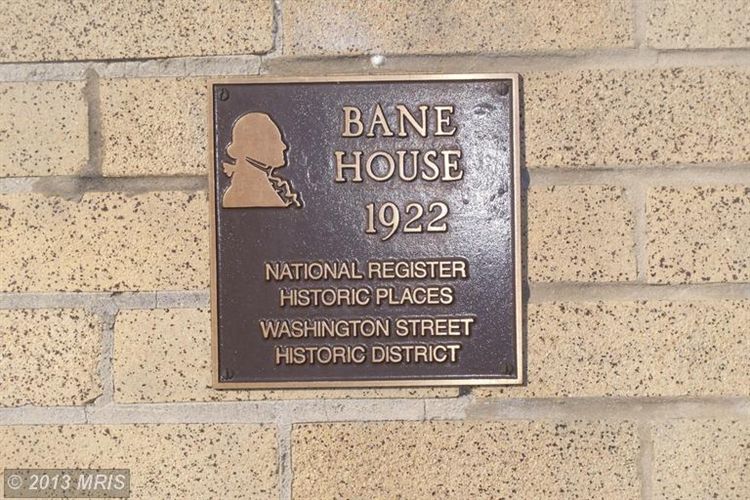 BANE
HOUSE
1922
NATIONAL REGISTER
HISTORIC PLACES
WASHINGTON STREET
HISTORIC DISTRICT
© 2013 MRIS